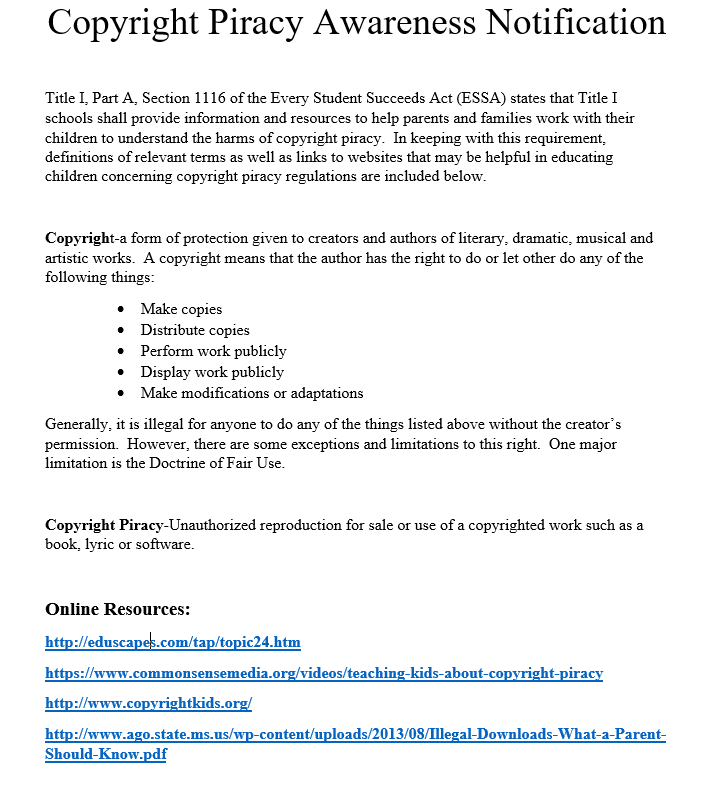 Copyright Piracy Awareness Notification
Title I, Part A, Section 1116 of the Every Student Succeeds Act (ESSA) states that Title I
schools shall provide information and resources to help parents and families work with their
children to understand the harms of copyright piracy.  In keeping with this requirement,
definitions of relevant terms as well as links to websites that may be helpful in educating
children concerning copyright piracy regulations are included below.
Copyright-a form of protection given to creators and authors of literary, dramatic, musical and
artistic works.  A copyright means that the author has the right to do or let other do any of the
following things:
• Make copies
• Distribute copies
• Perform work publicly
• Display work publicly
• Make modifications or adaptations
Generally, it is illegal for anyone to do any of the things listed above without the creator’s
permission.  However, there are some exceptions and limitations to this right.  One major
limitation is the Doctrine of Fair Use.
Copyright Piracy-Unauthorized reproduction for sale or use of a copyrighted work such as a
book, lyric or software.
Online Resources:
http://eduscapes.com/tap/topic24.htm
https://www.commonsensemedia.org/videos/teaching-kids-about-copyright-piracy
http://www.copyrightkids.org/
http://www.ago.state.ms.us/wp-content/uploads/2013/08/Illegal-Downloads-What-a-Parent-
Should-Know.pdf